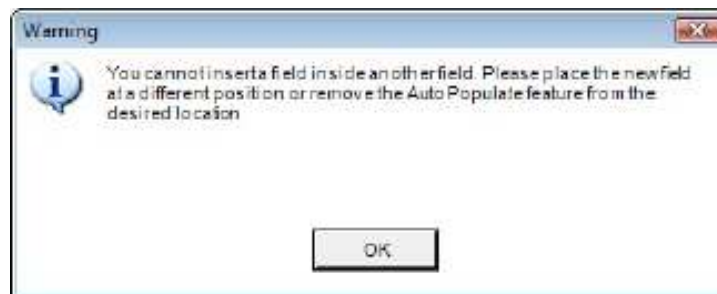 Warning
You cannot insert a field inside another field. Please place the new field
at a different position or remove the Auto Populate feature from the
desired location
OK